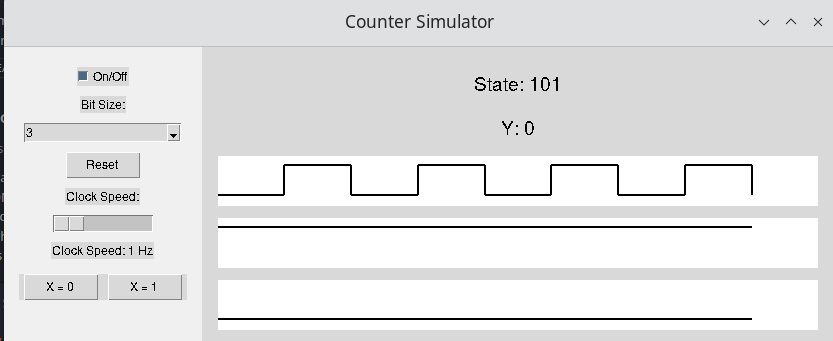 Counter Simulator
On/Off
Bit Size:
3
Reset
Clock Speed:
Clock Speed: 1 Hz
X = 0
X = 1
State: 101
Y: 0